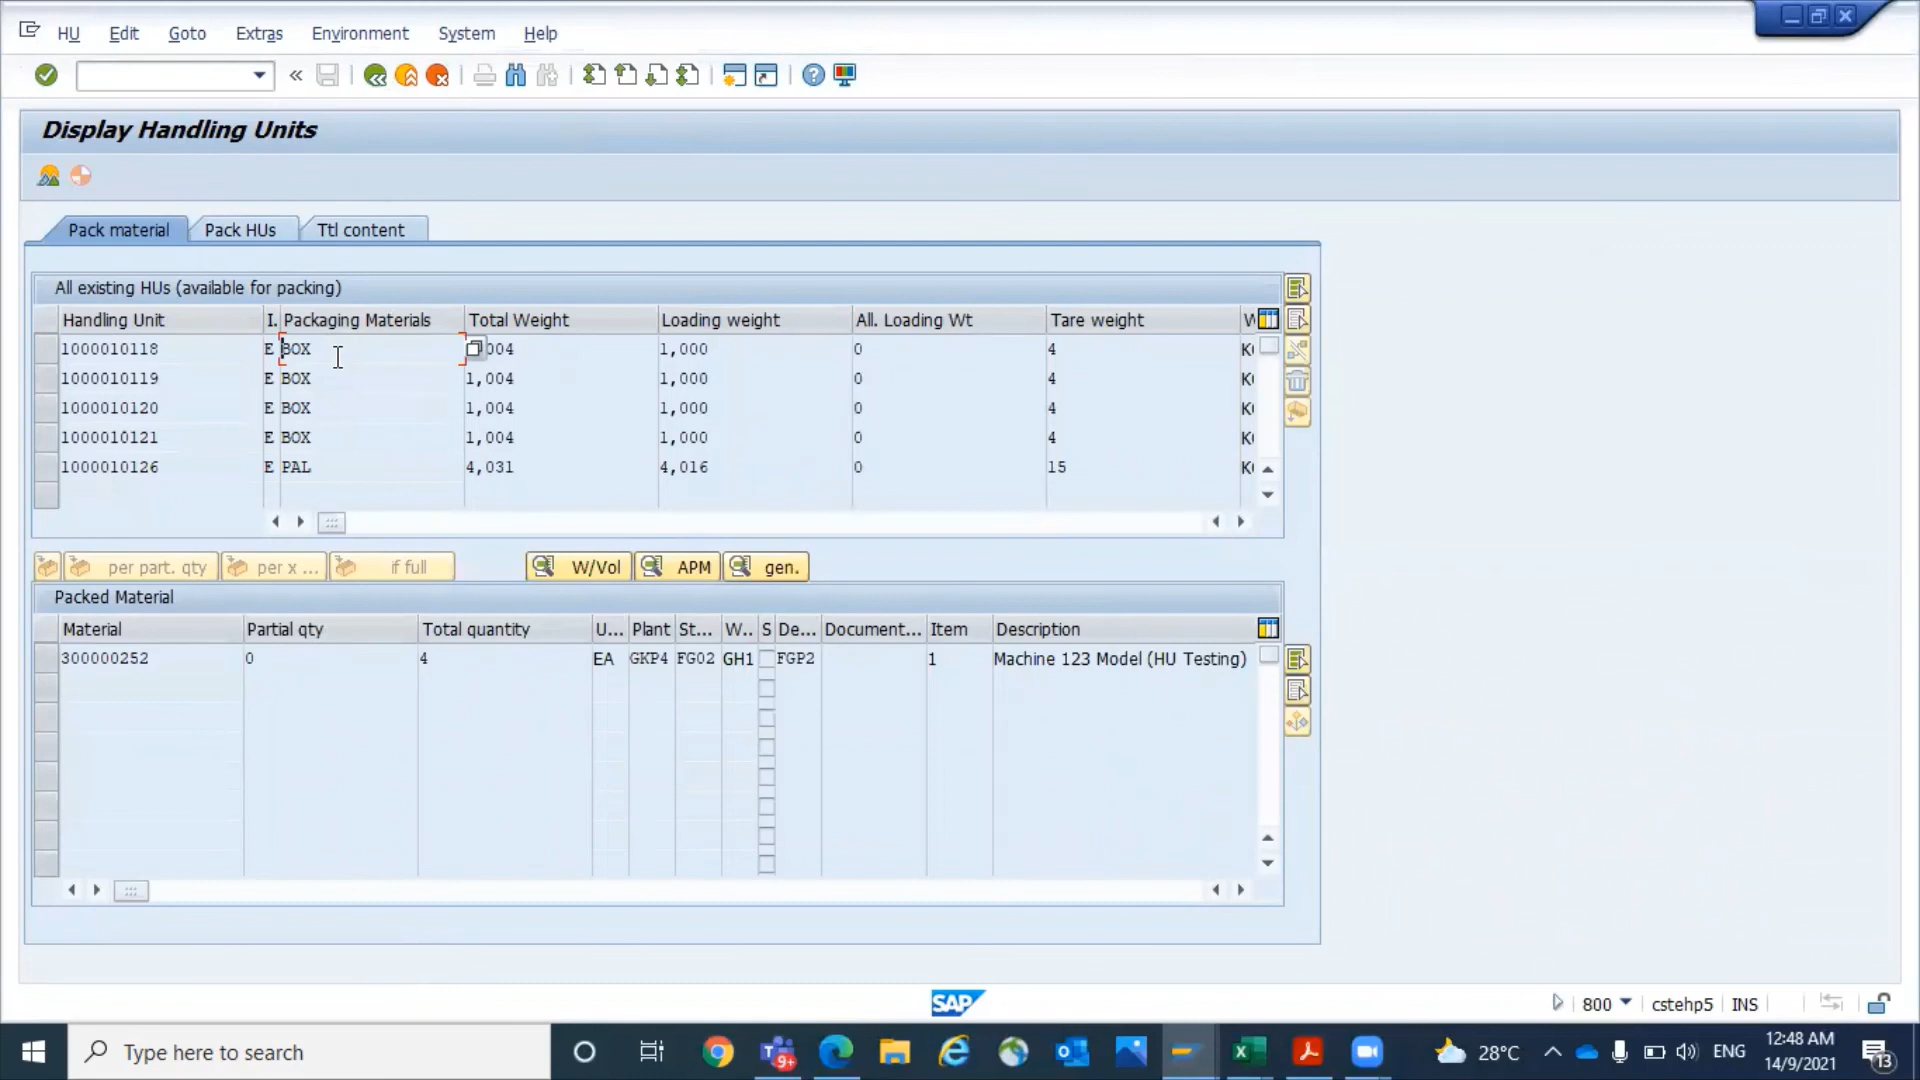 HU Edit Goto Extras Environment System Help
Display Handling Units
Pack material Pack HUs Ttl content
All existing HUs (available for packing)
Handling Unit I. Packaging Materials Total Weight Loading weight All. Loading Wt Tare weight
1000010118 E BOX 004 1,000 0 4
1000010119 E BOX 1,004 1,000 0 4
1000010120 E BOX 1,004 1,000 0 4
1000010121 E BOX 1,004 1,000 0 4
1000010126 E PAL 4,031 4,016 0 15
per part. qty per x ... if full W/Vol APM gen.
Packed Material
Material Partial qty Total quantity U... Plant St... W.. S De... Document... Item Description
300000252 0 4 EA GKP4 FG02 GH1 FGP2 1 Machine 123 Model (HU Testing)
SAP 800 cstehp5 INS
Type here to search 9+ 28°C ENG 12:48 AM
14/9/2021 13